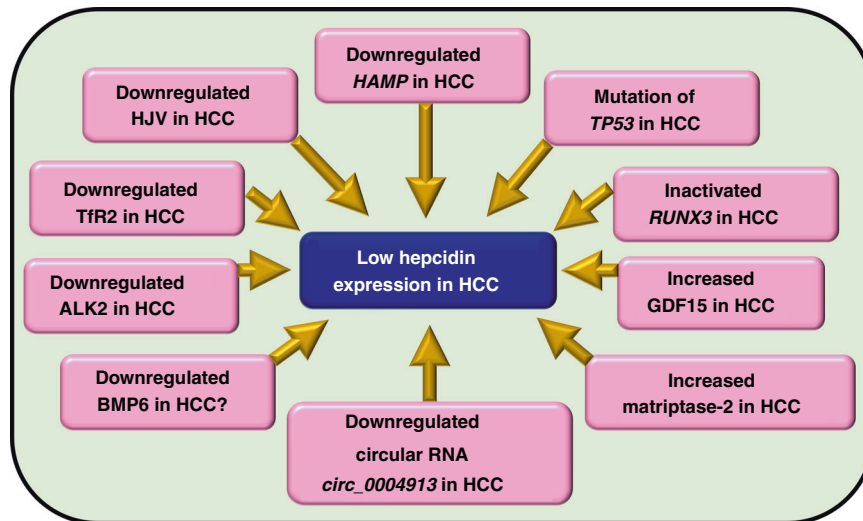 Downregulated
HAMP in HCC
Downregulated
HJV in HCC
Mutation of
TP53 in HCC
Downregulated
TfR2 in HCC
Inactivated
RUNX3 in HCC
Low hepcidin
expression in HCC
Downregulated
ALK2 in HCC
Increased
GDF15 in HCC
Downregulated
BMP6 in HCC?
Increased
matriptase-2 in HCC
Downregulated
circular RNA
circ_0004913 in HCC